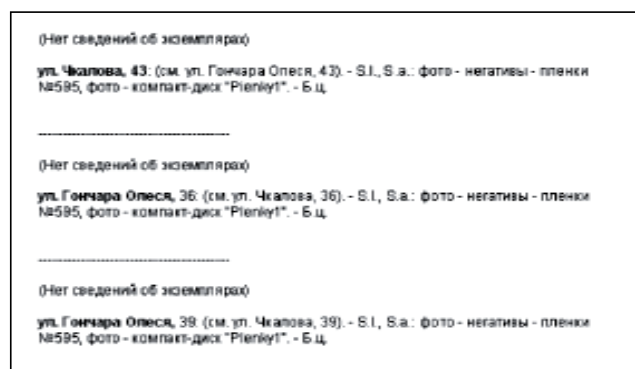 (Нет сведений об экземплярах)
ул. Чкалова, 43: (см. ул. Гончара Олеся, 43). - S.l., S.a.: фото - негативы - пленки
№595, фото - компакт-диск "Plenky1". - Б.ц.
----------------------------------------
(Нет сведений об экземплярах)
ул. Гончара Олеся, 36: (см. ул. Чкалова, 36). - S.l., S.a.: фото - негативы - пленки
№595, фото - компакт-диск "Plenky1". - Б.ц.
----------------------------------------
(Нет сведений об экземплярах)
ул. Гончара Олеся, 39: (см. ул. Чкалова, 39). - S.l., S.a.: фото - негативы - пленки
№595, фото - компакт-диск "Plenky1". - Б.ц.